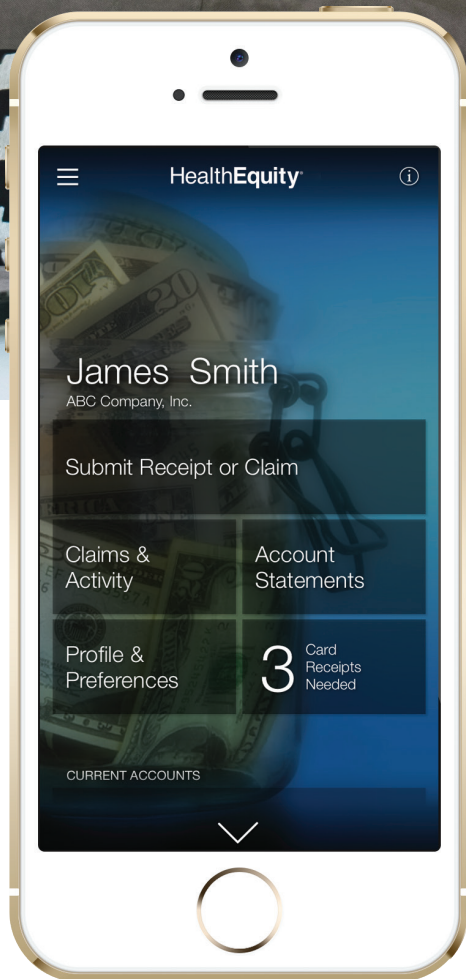 HealthEquity
James Smith
ABC Company, Inc.
Submit Receipt or Claim
Claims &
Activity
Account
Statements
Profile &
Preferences
3
Card
Receipts
Needed
CURRENT ACCOUNTS